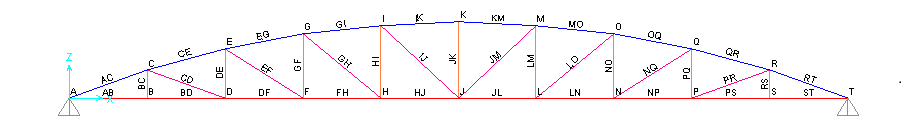 K
I IK KM M
G GI MO O
E EG OQ Q
Z CE QR
C R
AC RT
BC CD DE EF GF GH HI IJ JK JM LM LO NO NQ PQ PR RS
A X B D F H J L N P S T
AB BD DF FH HJ JL LN NP PS ST